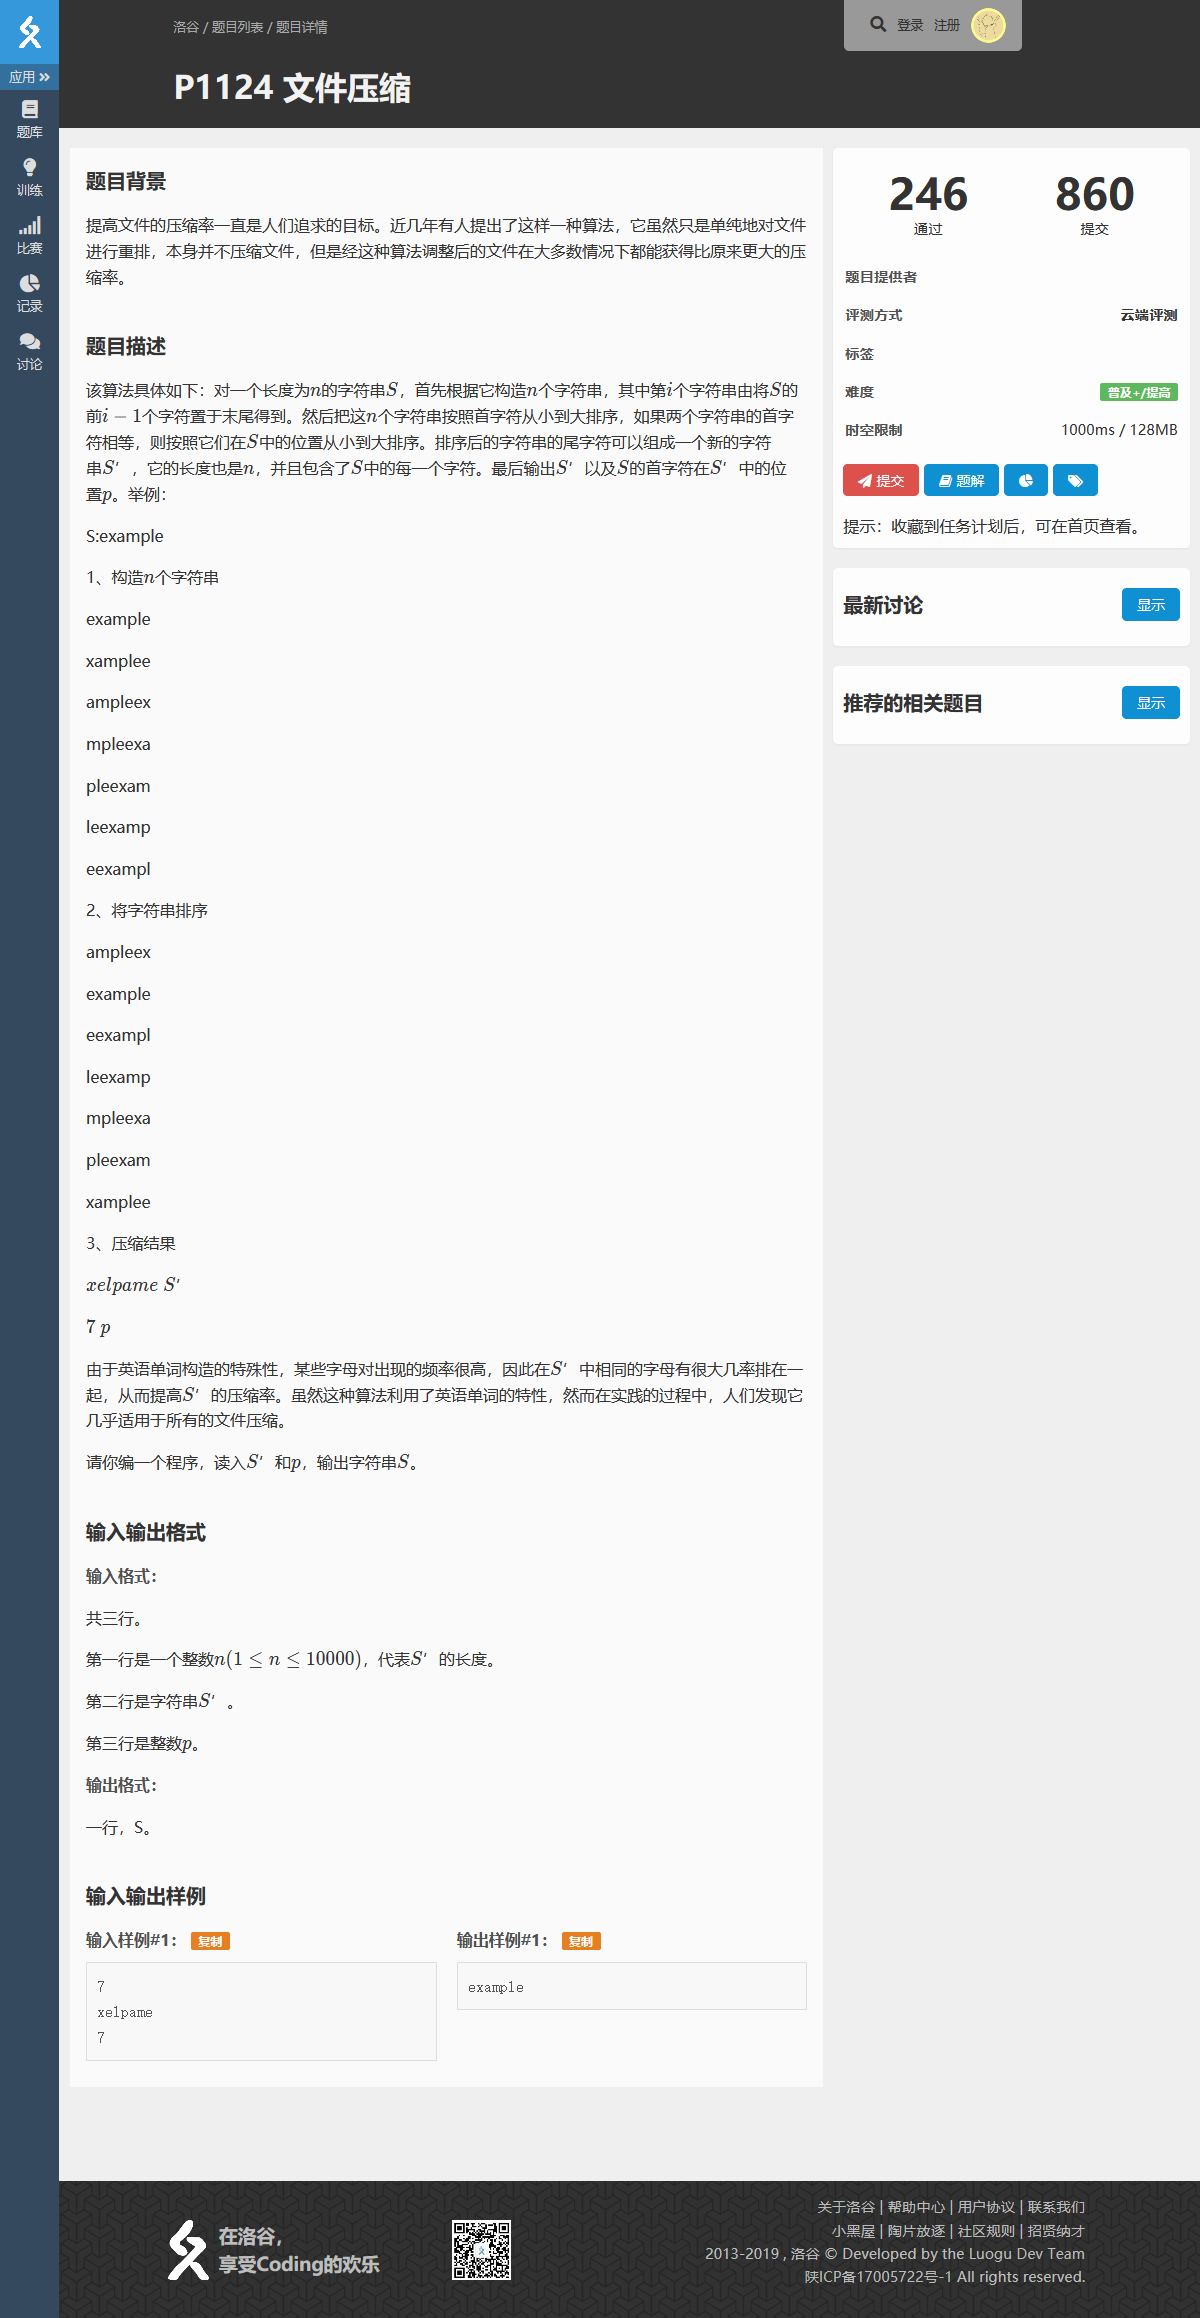 洛谷 / 题目列表 / 题目详情
登录 注册
P1124 文件压缩
应用
题库
训练
比赛
记录
讨论
题目背景
提高文件的压缩率一直是人们追求的目标。近几年有人提出了这样一种算法，它虽然只是单纯地对文件
进行重排，本身并不压缩文件，但是经这种算法调整后的文件在大多数情况下都能获得比原来更大的压
缩率。
题目描述
该算法具体如下：对一个长度为n的字符串S，首先根据它构造n个字符串，其中第i个字符串由将S的
前i − 1个字符置于末尾得到。然后把这n个字符串按照首字符从小到大排序，如果两个字符串的首字
符相等，则按照它们在S中的位置从小到大排序。排序后的字符串的尾字符可以组成一个新的字符
串S′ ，它的长度也是n，并且包含了S中的每一个字符。最后输出S′ 以及S的首字符在S′ 中的位
置p。举例：
S:example
1、构造n个字符串
example
xamplee
ampleex
mpleexa
pleexam
leexamp
eexampl
2、将字符串排序
ampleex
example
eexampl
leexamp
mpleexa
pleexam
xamplee
3、压缩结果
xelpame S′
7 p
由于英语单词构造的特殊性，某些字母对出现的频率很高，因此在S′ 中相同的字母有很大几率排在一
起，从而提高S′ 的压缩率。虽然这种算法利用了英语单词的特性，然而在实践的过程中，人们发现它
几乎适用于所有的文件压缩。
请你编一个程序，读入S′ 和p，输出字符串S。
输入输出格式
输入格式：
共三行。
第一行是一个整数n(1 ≤ n ≤ 10000)，代表S′ 的长度。
第二行是字符串S′ 。
第三行是整数p。
输出格式：
一行，S。
输入输出样例
输入样例#1： 复制
7
xelpame
7
输出样例#1： 复制
example
246 860
通过 提交
题目提供者
评测方式 云端评测
标签
难度 普及+/提高
时空限制 1000ms / 128MB
提交 题解
提示：收藏到任务计划后，可在首页查看。
最新讨论 显示
推荐的相关题目 显示
在洛谷，
享受Coding的欢乐
关于洛谷 | 帮助中心 | 用户协议 | 联系我们
小黑屋 | 陶片放逐 | 社区规则 | 招贤纳才
2013-2019 , 洛谷 © Developed by the Luogu Dev Team
陕ICP备17005722号-1 All rights reserved.